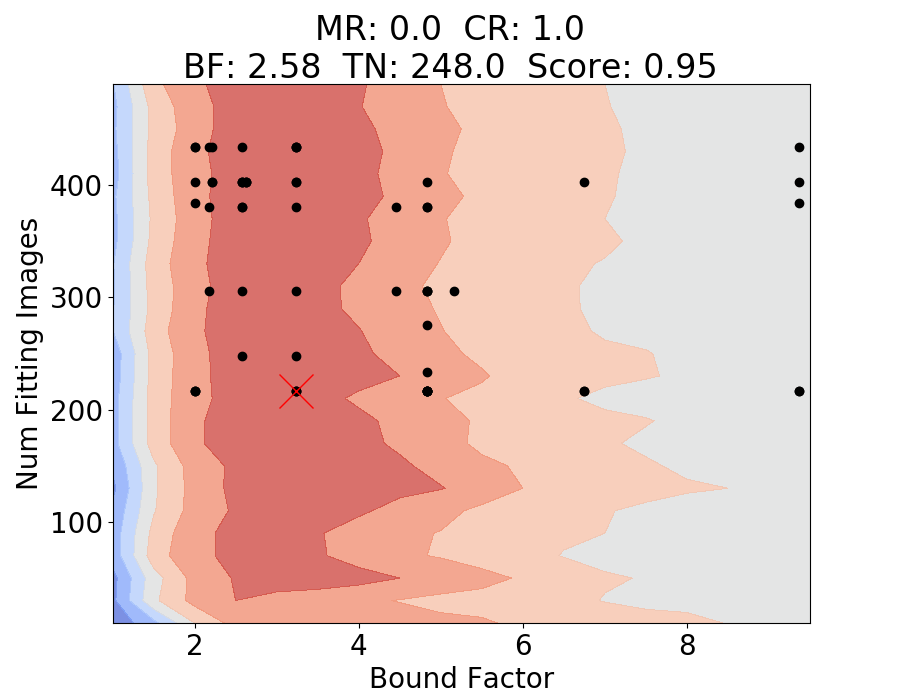 MR: 0.0 CR: 1.0
BF: 2.58 TN: 248.0 Score: 0.95
400
300
200
100
Num Fitting Images
2 4 6 8
Bound Factor